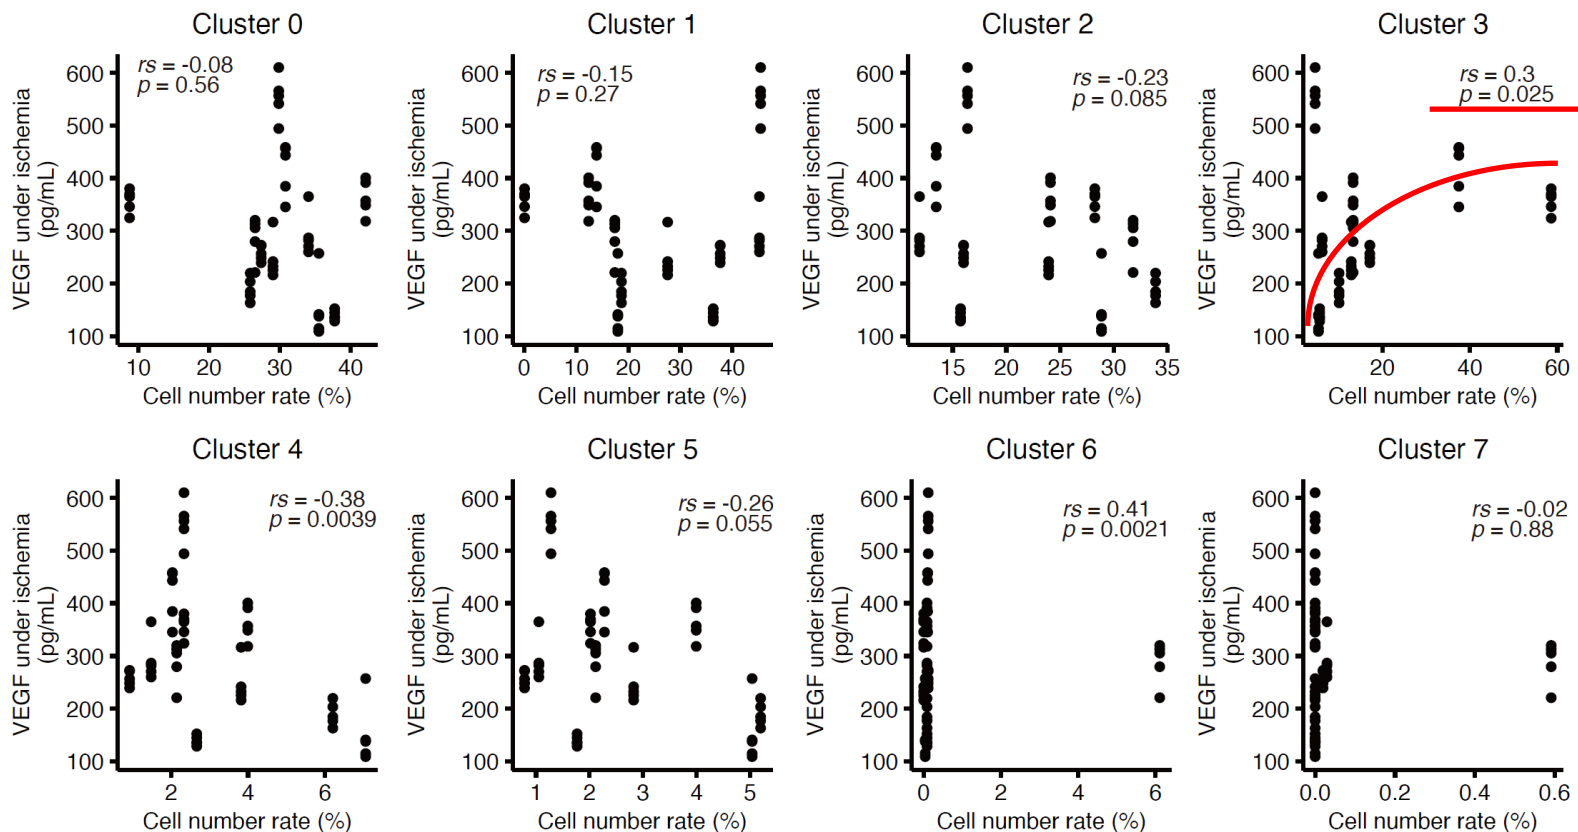 Cluster 0
rs = -0.08
p = 0.56
VEGF under ischemia
(pg/mL)
600
500
400
300
200
100
10
20
30
40
Cell number rate (%)
Cluster 1
rs = -0.15
p = 0.27
VEGF under ischemia
(pg/mL)
600
500
400
300
200
100
0
10
20
30
40
Cell number rate (%)
Cluster 2
rs = -0.23
p = 0.085
VEGF under ischemia
(pg/mL)
600
500
400
300
200
100
15
20
25
30
35
Cell number rate (%)
Cluster 3
rs = 0.3
p = 0.025
VEGF under ischemia
(pg/mL)
600
500
400
300
200
100
20
40
60
Cell number rate (%)
Cluster 4
rs = -0.38
p = 0.0039
VEGF under ischemia
(pg/mL)
600
500
400
300
200
100
2
4
6
Cell number rate (%)
Cluster 5
rs = -0.26
p = 0.055
VEGF under ischemia
(pg/mL)
600
500
400
300
200
100
1
2
3
4
5
Cell number rate (%)
Cluster 6
rs = 0.41
p = 0.0021
VEGF under ischemia
(pg/mL)
600
500
400
300
200
100
0
2
4
6
Cell number rate (%)
Cluster 7
rs = -0.02
p = 0.88
VEGF under ischemia
(pg/mL)
600
500
400
300
200
100
0.0
0.2
0.4
0.6
Cell number rate (%)